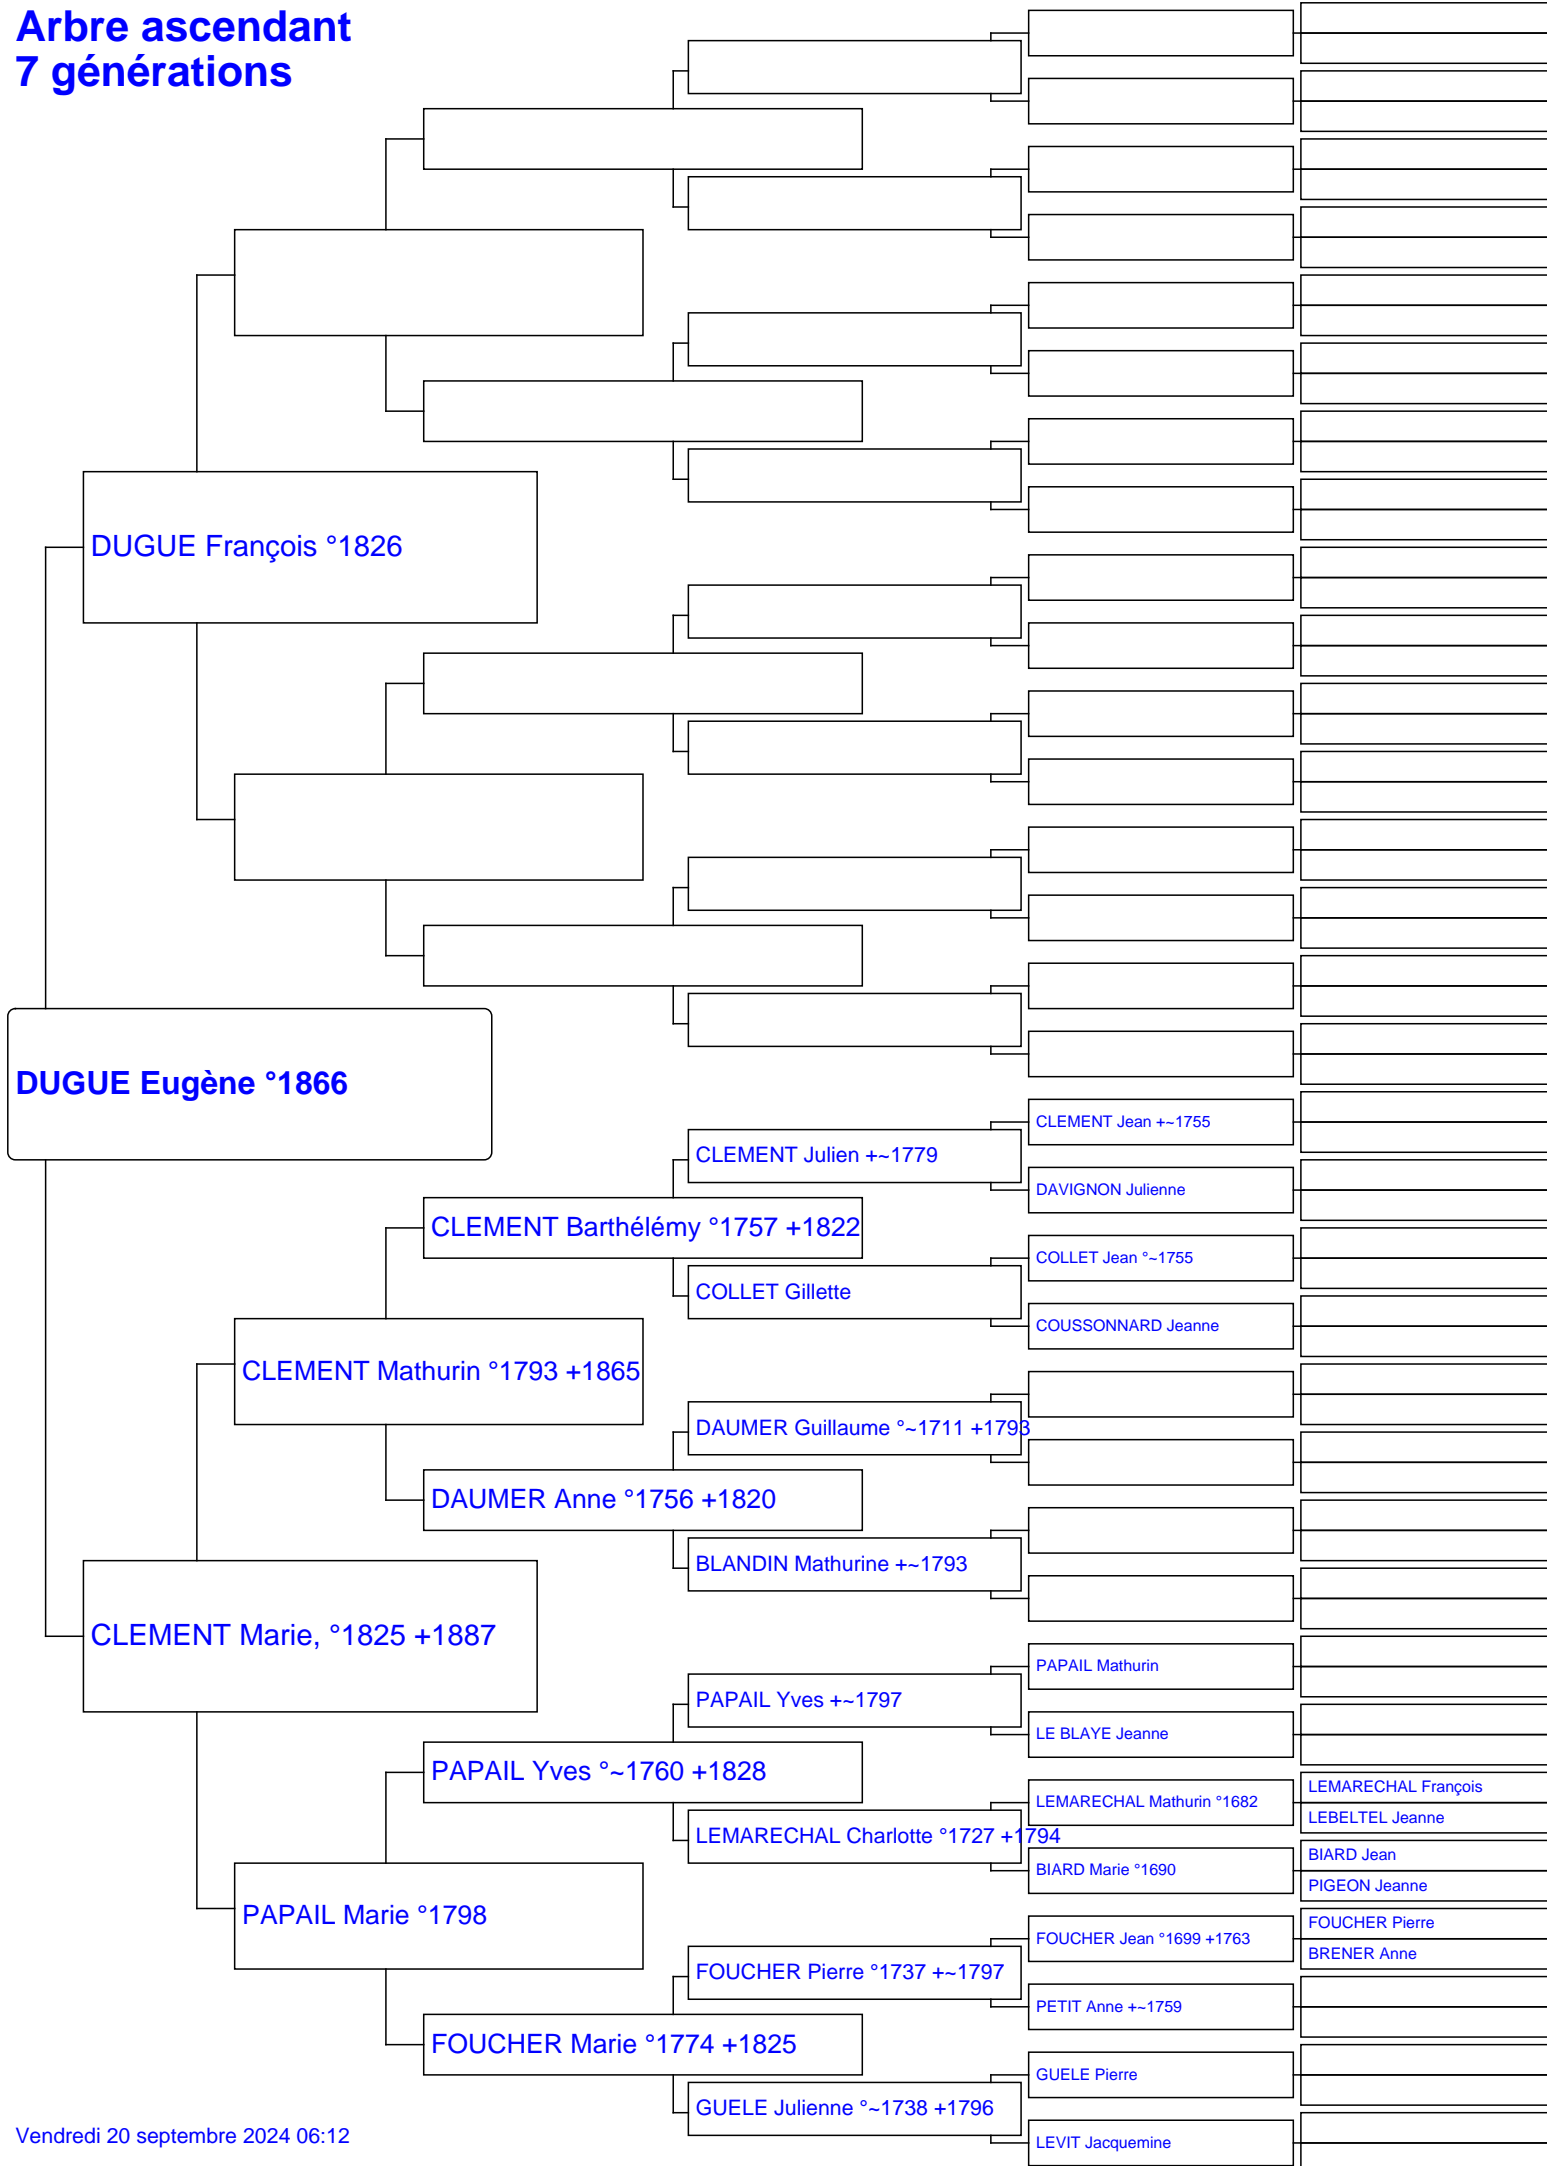 Arbre ascendant
7 générations
DUGUE François °1826
DUGUE Eugène °1866
CLEMENT Jean +~1755
CLEMENT Julien +~1779
DAVIGNON Julienne
CLEMENT Barthélémy °1757 +1822
COLLET Jean °~1755
COLLET Gillette
COUSSONNARD Jeanne
CLEMENT Mathurin °1793 +1865
DAUMER Guillaume °~1711 +1793
DAUMER Anne °1756 +1820
BLANDIN Mathurine +~1793
CLEMENT Marie, °1825 +1887
PAPAIL Mathurin
PAPAIL Yves +~1797
LE BLAYE Jeanne
PAPAIL Yves °~1760 +1828
LEMARECHAL François
LEMARECHAL Mathurin °1682
LEBELTEL Jeanne
LEMARECHAL Charlotte °1727 +1794
BIARD Jean
BIARD Marie °1690
PIGEON Jeanne
PAPAIL Marie °1798
FOUCHER Pierre
FOUCHER Jean °1699 +1763
BRENER Anne
FOUCHER Pierre °1737 +~1797
PETIT Anne +~1759
FOUCHER Marie °1774 +1825
GUELE Pierre
GUELE Julienne °~1738 +1796
LEVIT Jacquemine
Vendredi 20 septembre 2024 06:12